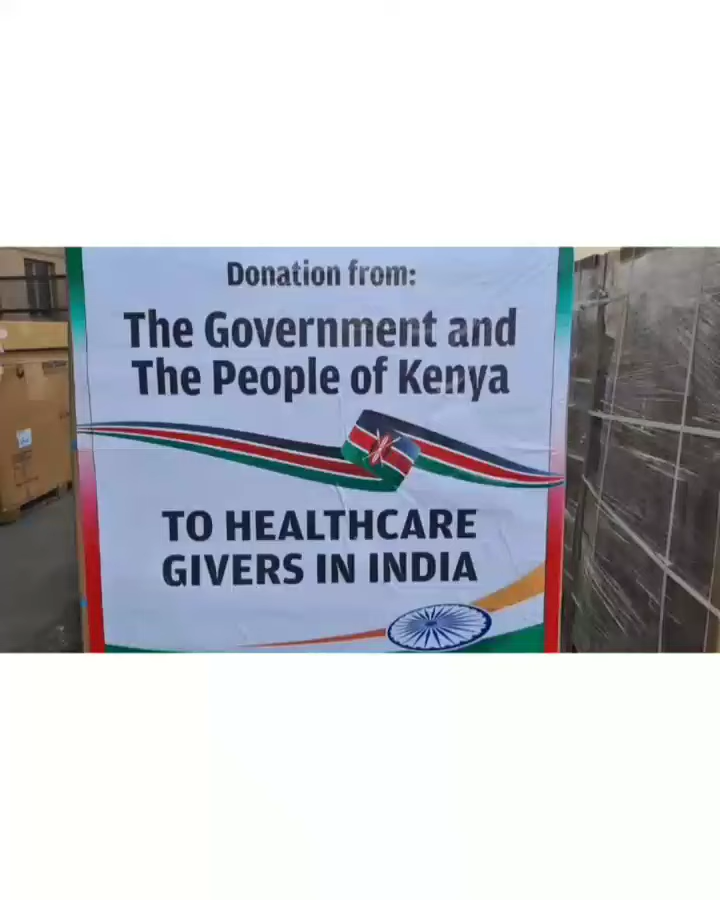 Donation from:
The Government and
The People of Kenya
TO HEALTHCARE
GIVERS IN INDIA